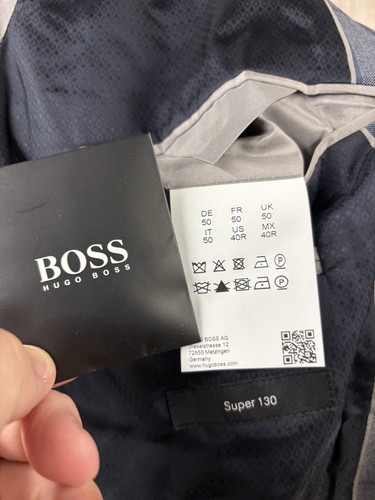 BOSS
HUGO BOSS
DE FR UK
50 50 50
IT US MX
50 40R 40R
P
P
BOSS AG
Dieselstrasse 12
72555 Metzingen
Germany
www.hugoboss.com
Super 130